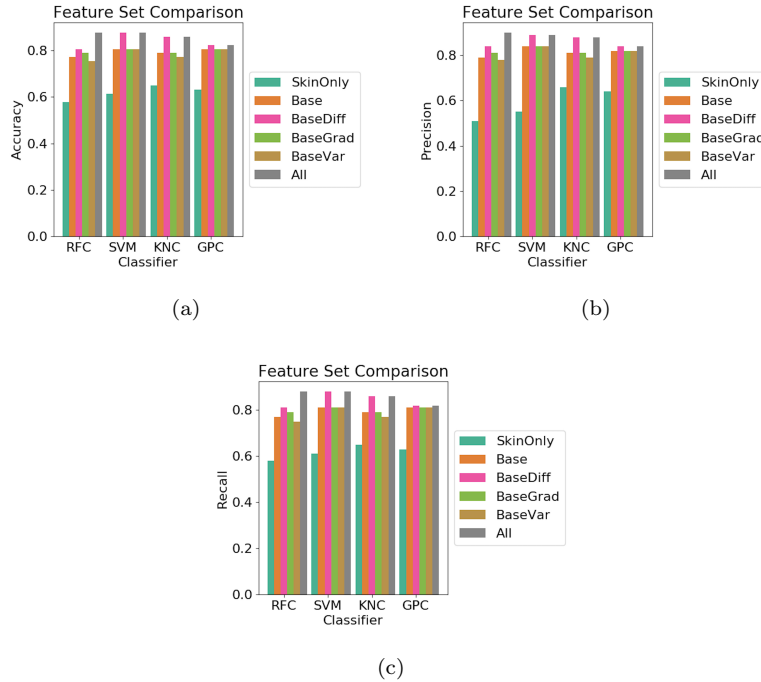 Feature Set Comparison
Accuracy
0.8
0.6
0.4
0.2
0.0
RFC SVM KNC GPC
Classifier
SkinOnly
Base
BaseDiff
BaseGrad
BaseVar
All
(a)
Feature Set Comparison
Precision
0.8
0.6
0.4
0.2
0.0
RFC SVM KNC GPC
Classifier
SkinOnly
Base
BaseDiff
BaseGrad
BaseVar
All
(b)
Feature Set Comparison
Recall
0.8
0.6
0.4
0.2
0.0
RFC SVM KNC GPC
Classifier
SkinOnly
Base
BaseDiff
BaseGrad
BaseVar
All
(c)